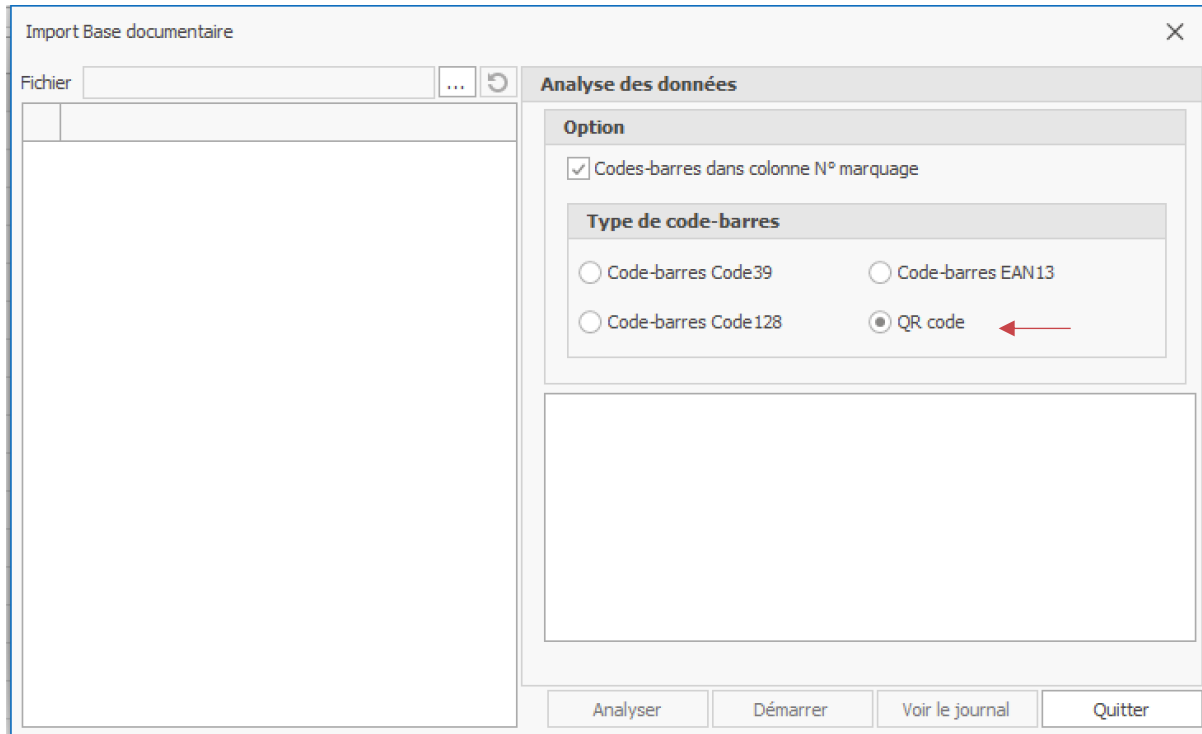 Import Base documentaire
Fichier
...
Analyse des données
Option
Codes-barres dans colonne N° marquage
Type de code-barres
Code-barres Code39
Code-barres EAN13
Code-barres Code128
QR code
Analyser
Démarrer
Voir le journal
Quitter